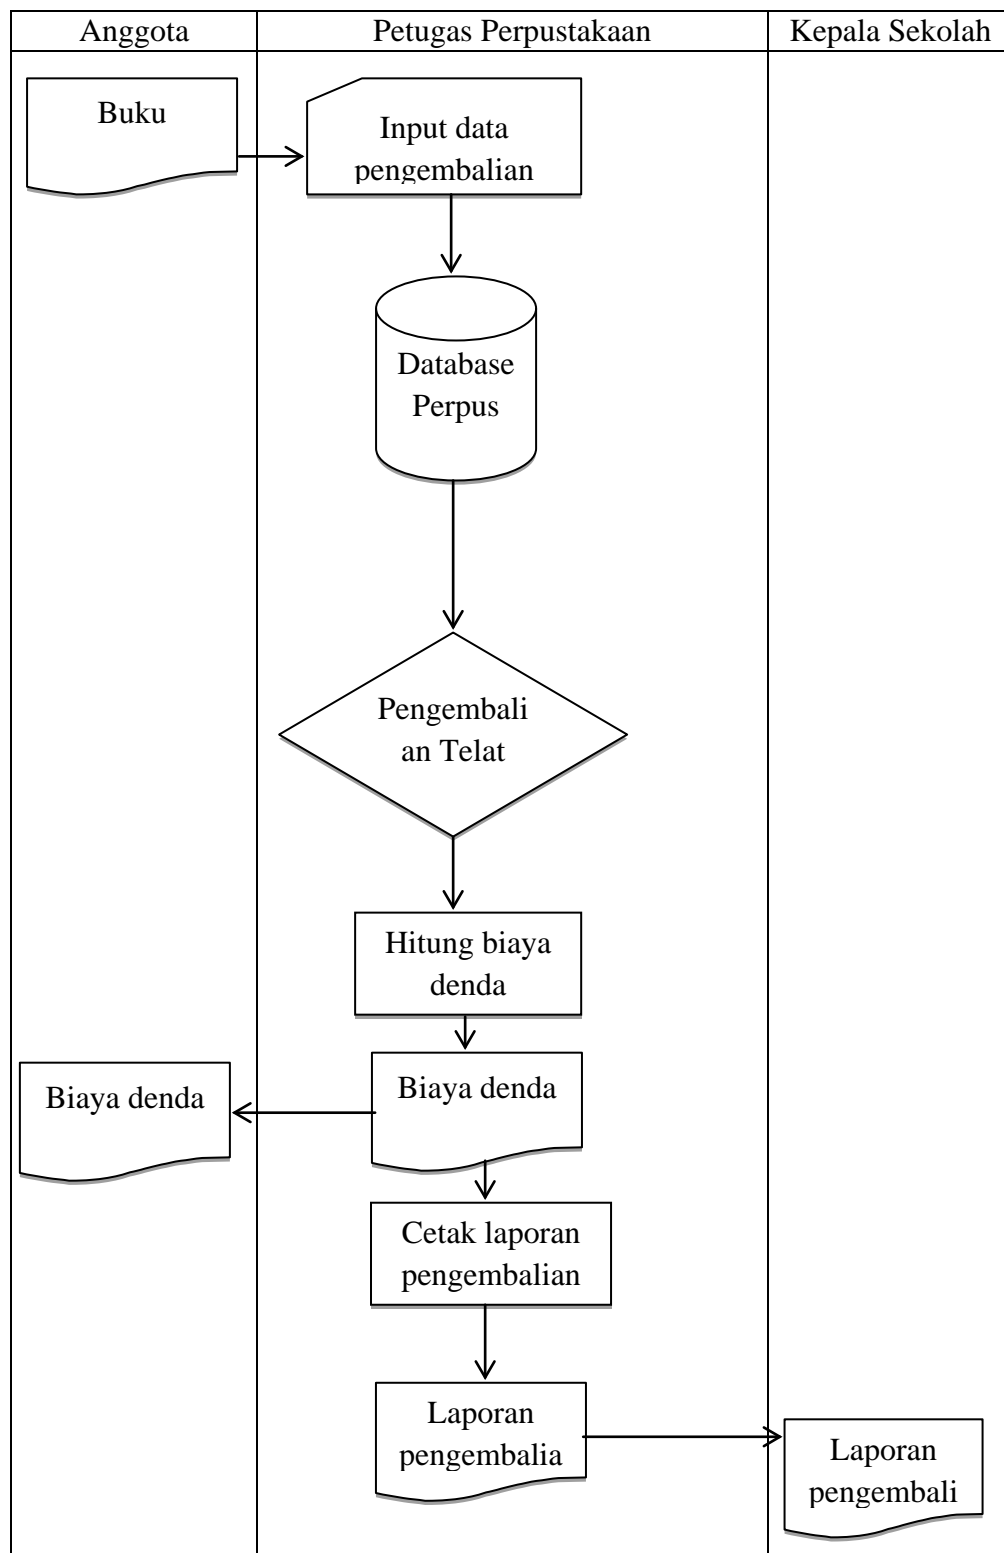 Anggota
Petugas Perpustakaan
Kepala Sekolah
Buku
Input data
pengembalian
Database
Perpus
Pengembali
an Telat
Hitung biaya
denda
Biaya denda
Biaya denda
Cetak laporan
pengembalian
Laporan
pengembalia
Laporan
pengembali